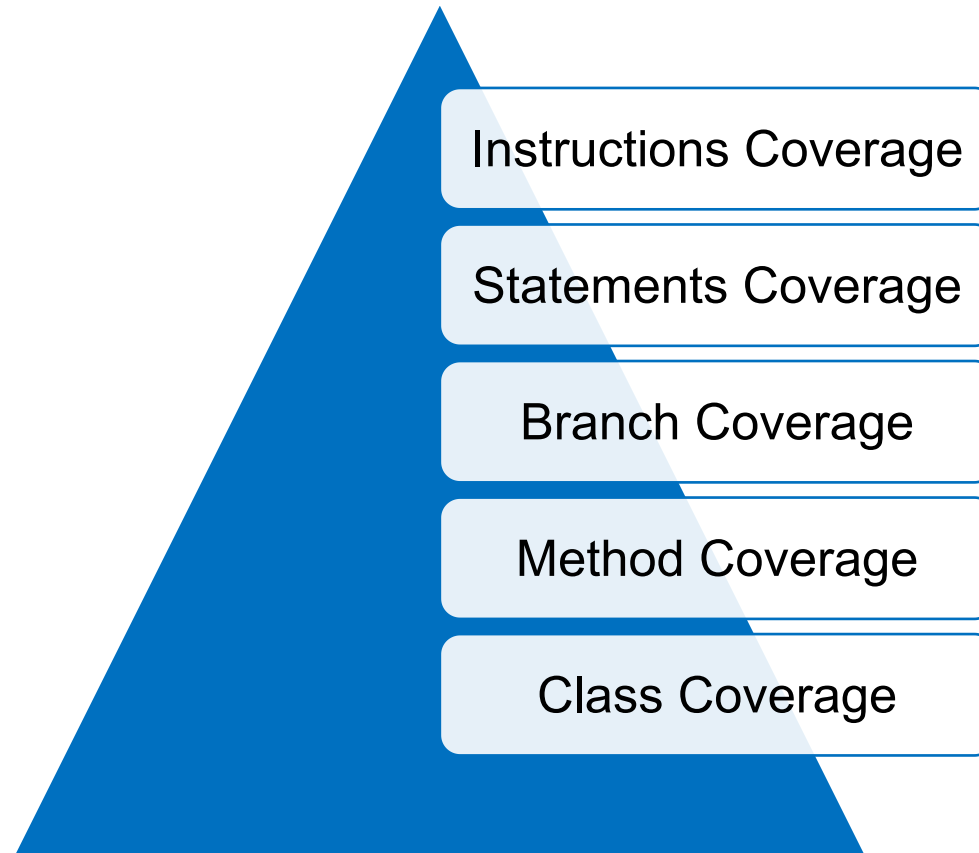 Instructions Coverage
Statements Coverage
Branch Coverage
Method Coverage
Class Coverage